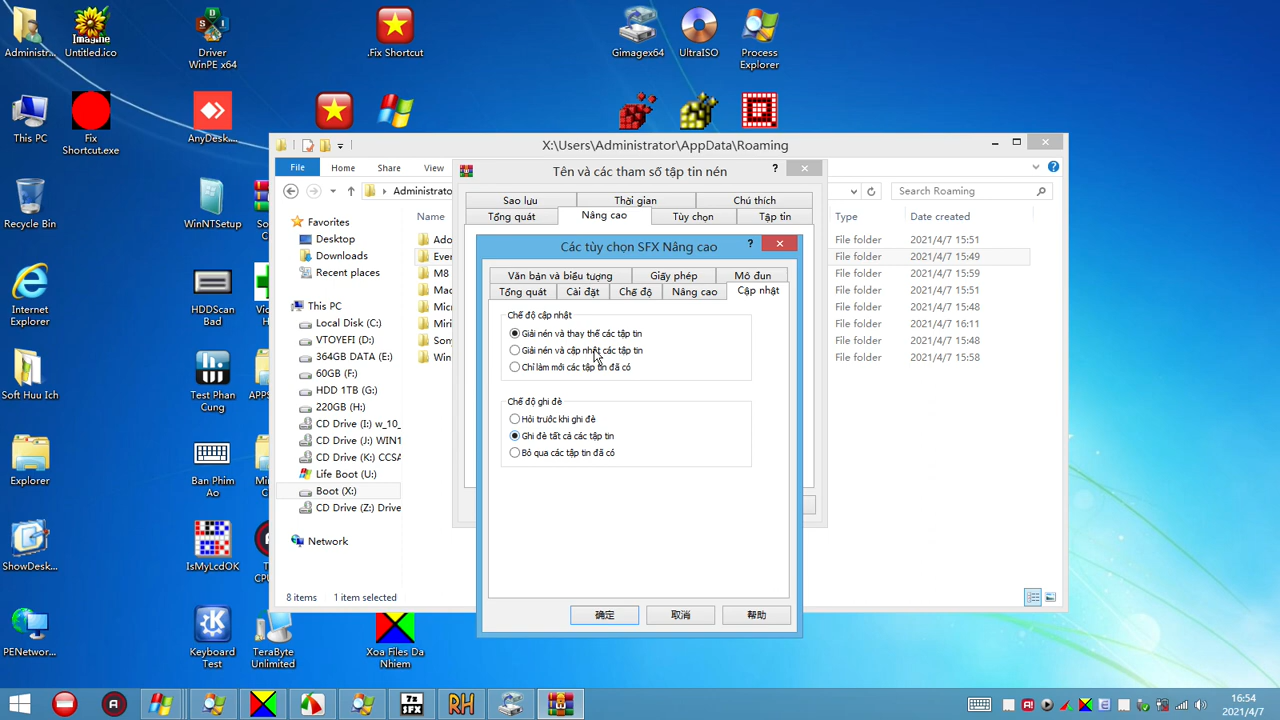 Administr...
Imagine
Untitled.ico
Driver
WinPE x64
.Fix Shortcut
Gimagex64
UltraISO
Process
Explorer
This PC
Fix
Shortcut.exe
AnyDesk....
X:\Users\Administrator\AppData\Roaming
File
Home
Share
View
Tên và các tham số tập tin nén
?
Administrato
Search Roaming
Sao lưu
Thời gian
Chú thích
Tổng quát
Nâng cao
Tùy chọn
Tập tin
Recycle Bin
WinNTSetup
Favorites
Desktop
Downloads
Recent places
Name
Type
Date created
Ado
File folder
2021/4/7 15:51
Ever
File folder
2021/4/7 15:49
M8
File folder
2021/4/7 15:59
Mac
File folder
2021/4/7 15:51
Micr
File folder
2021/4/7 15:48
Miri
File folder
2021/4/7 16:11
Son
File folder
2021/4/7 15:48
Win
File folder
2021/4/7 15:58
Các tùy chọn SFX Nâng cao
?
Văn bản và biểu tượng
Giấy phép
Mô đun
Tổng quát
Cài đặt
Chế độ
Nâng cao
Cập nhật
Chế độ cập nhật
Giải nén và thay thế các tập tin
Giải nén và cập nhật các tập tin
Chỉ làm mới các tập tin đã có
Chế độ ghi đè
Hỏi trước khi ghi đè
Ghi đè tất cả các tập tin
Bỏ qua các tập tin đã có
确定
取消
帮助
Internet
Explorer
HDDScan
Bad
This PC
Local Disk (C:)
VTOYEFI (D:)
364GB DATA (E:)
60GB (F:)
HDD 1TB (G:)
220GB (H:)
CD Drive (I:) w_10_
CD Drive (J:) WIN1
CD Drive (K:) CCSA
Life Boot (U:)
Boot (X:)
CD Drive (Z:) Drive
Network
8 items
1 item selected
Soft Huu Ich
Test Phan
Cung
Explorer
Ban Phim
Ao
ShowDesk...
IsMyLcdOK
PENetwor...
Keyboard
Test
TeraByte
Unlimited
Xoa Files Da
Nhiem
7z
SFX
RH
16:54
2021/4/7